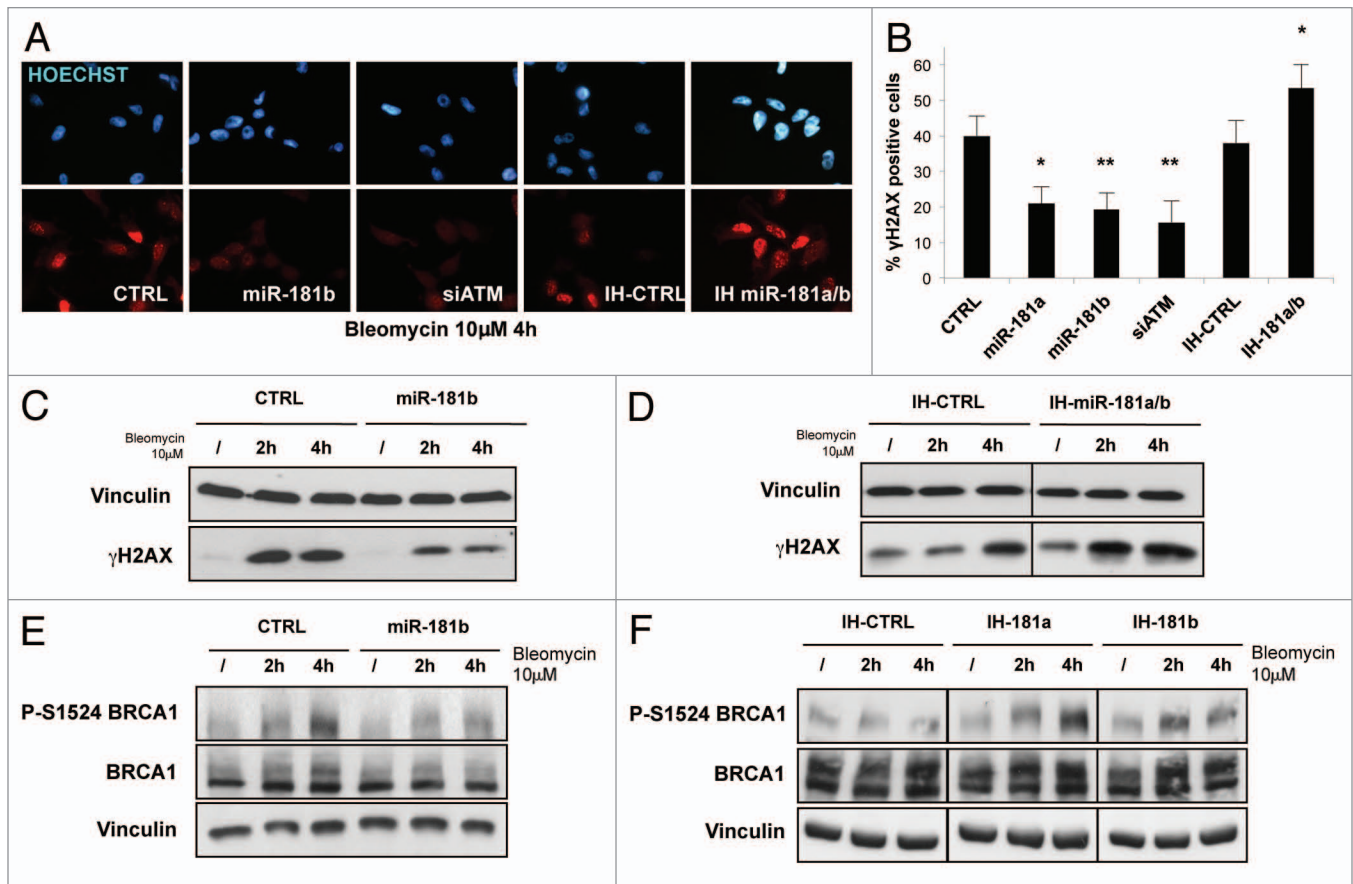 A
HOECHST
CTRL
miR-181b
siATM
IH-CTRL
IH miR-181a/b
Bleomycin 10µM 4h
B
% γH2AX positive cells
60
50
40
30
20
10
0
*
**
**
*
CTRL
miR-181a
miR-181b
siATM
IH-CTRL
IH-181a/b
C
CTRL miR-181b
Bleomycin
10µM
/ 2h 4h / 2h 4h
Vinculin
γH2AX
D
IH-CTRL IH-miR-181a/b
Bleomycin
10µM
/ 2h 4h / 2h 4h
Vinculin
γH2AX
E
CTRL miR-181b
/ 2h 4h / 2h 4h
Bleomycin
10µM
P-S1524 BRCA1
BRCA1
Vinculin
F
IH-CTRL IH-181a IH-181b
/ 2h 4h / 2h 4h / 2h 4h
Bleomycin
10µM
P-S1524 BRCA1
BRCA1
Vinculin